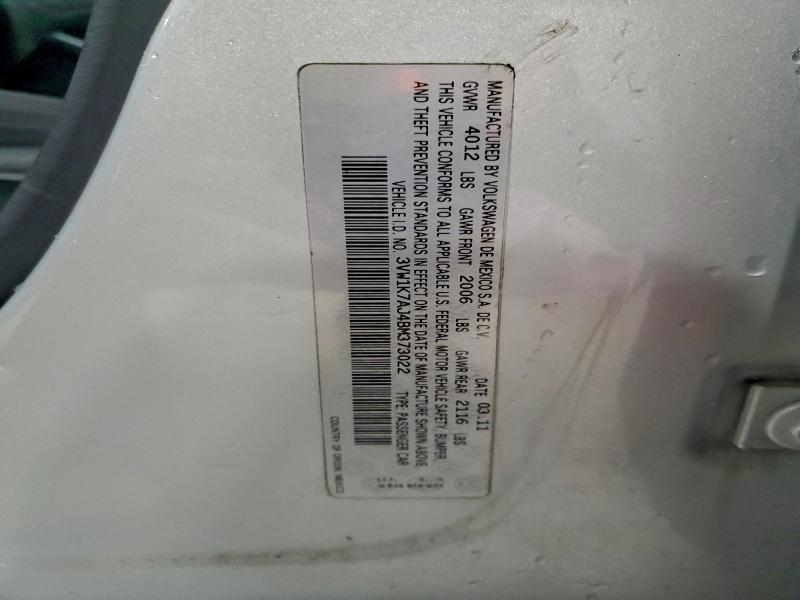 MANUFACTURED BY VOLKSWAGEN DE MEXICO S.A. DE C.V. DATE 03.11
GVWR 4012 LBS GAWR FRONT 2006 LBS GAWR REAR 2116 LBS
THIS VEHICLE CONFORMS TO ALL APPLICABLE U.S. FEDERAL MOTOR VEHICLE SAFETY, BUMPER,
AND THEFT PREVENTION STANDARDS IN EFFECT ON THE DATE OF MANUFACTURE SHOWN ABOVE.
VEHICLE I.D. NO. 3VW1K7AJ4BM373022 TYPE: PASSENGER CAR
COUNTRY OF ORIGIN: MEXICO